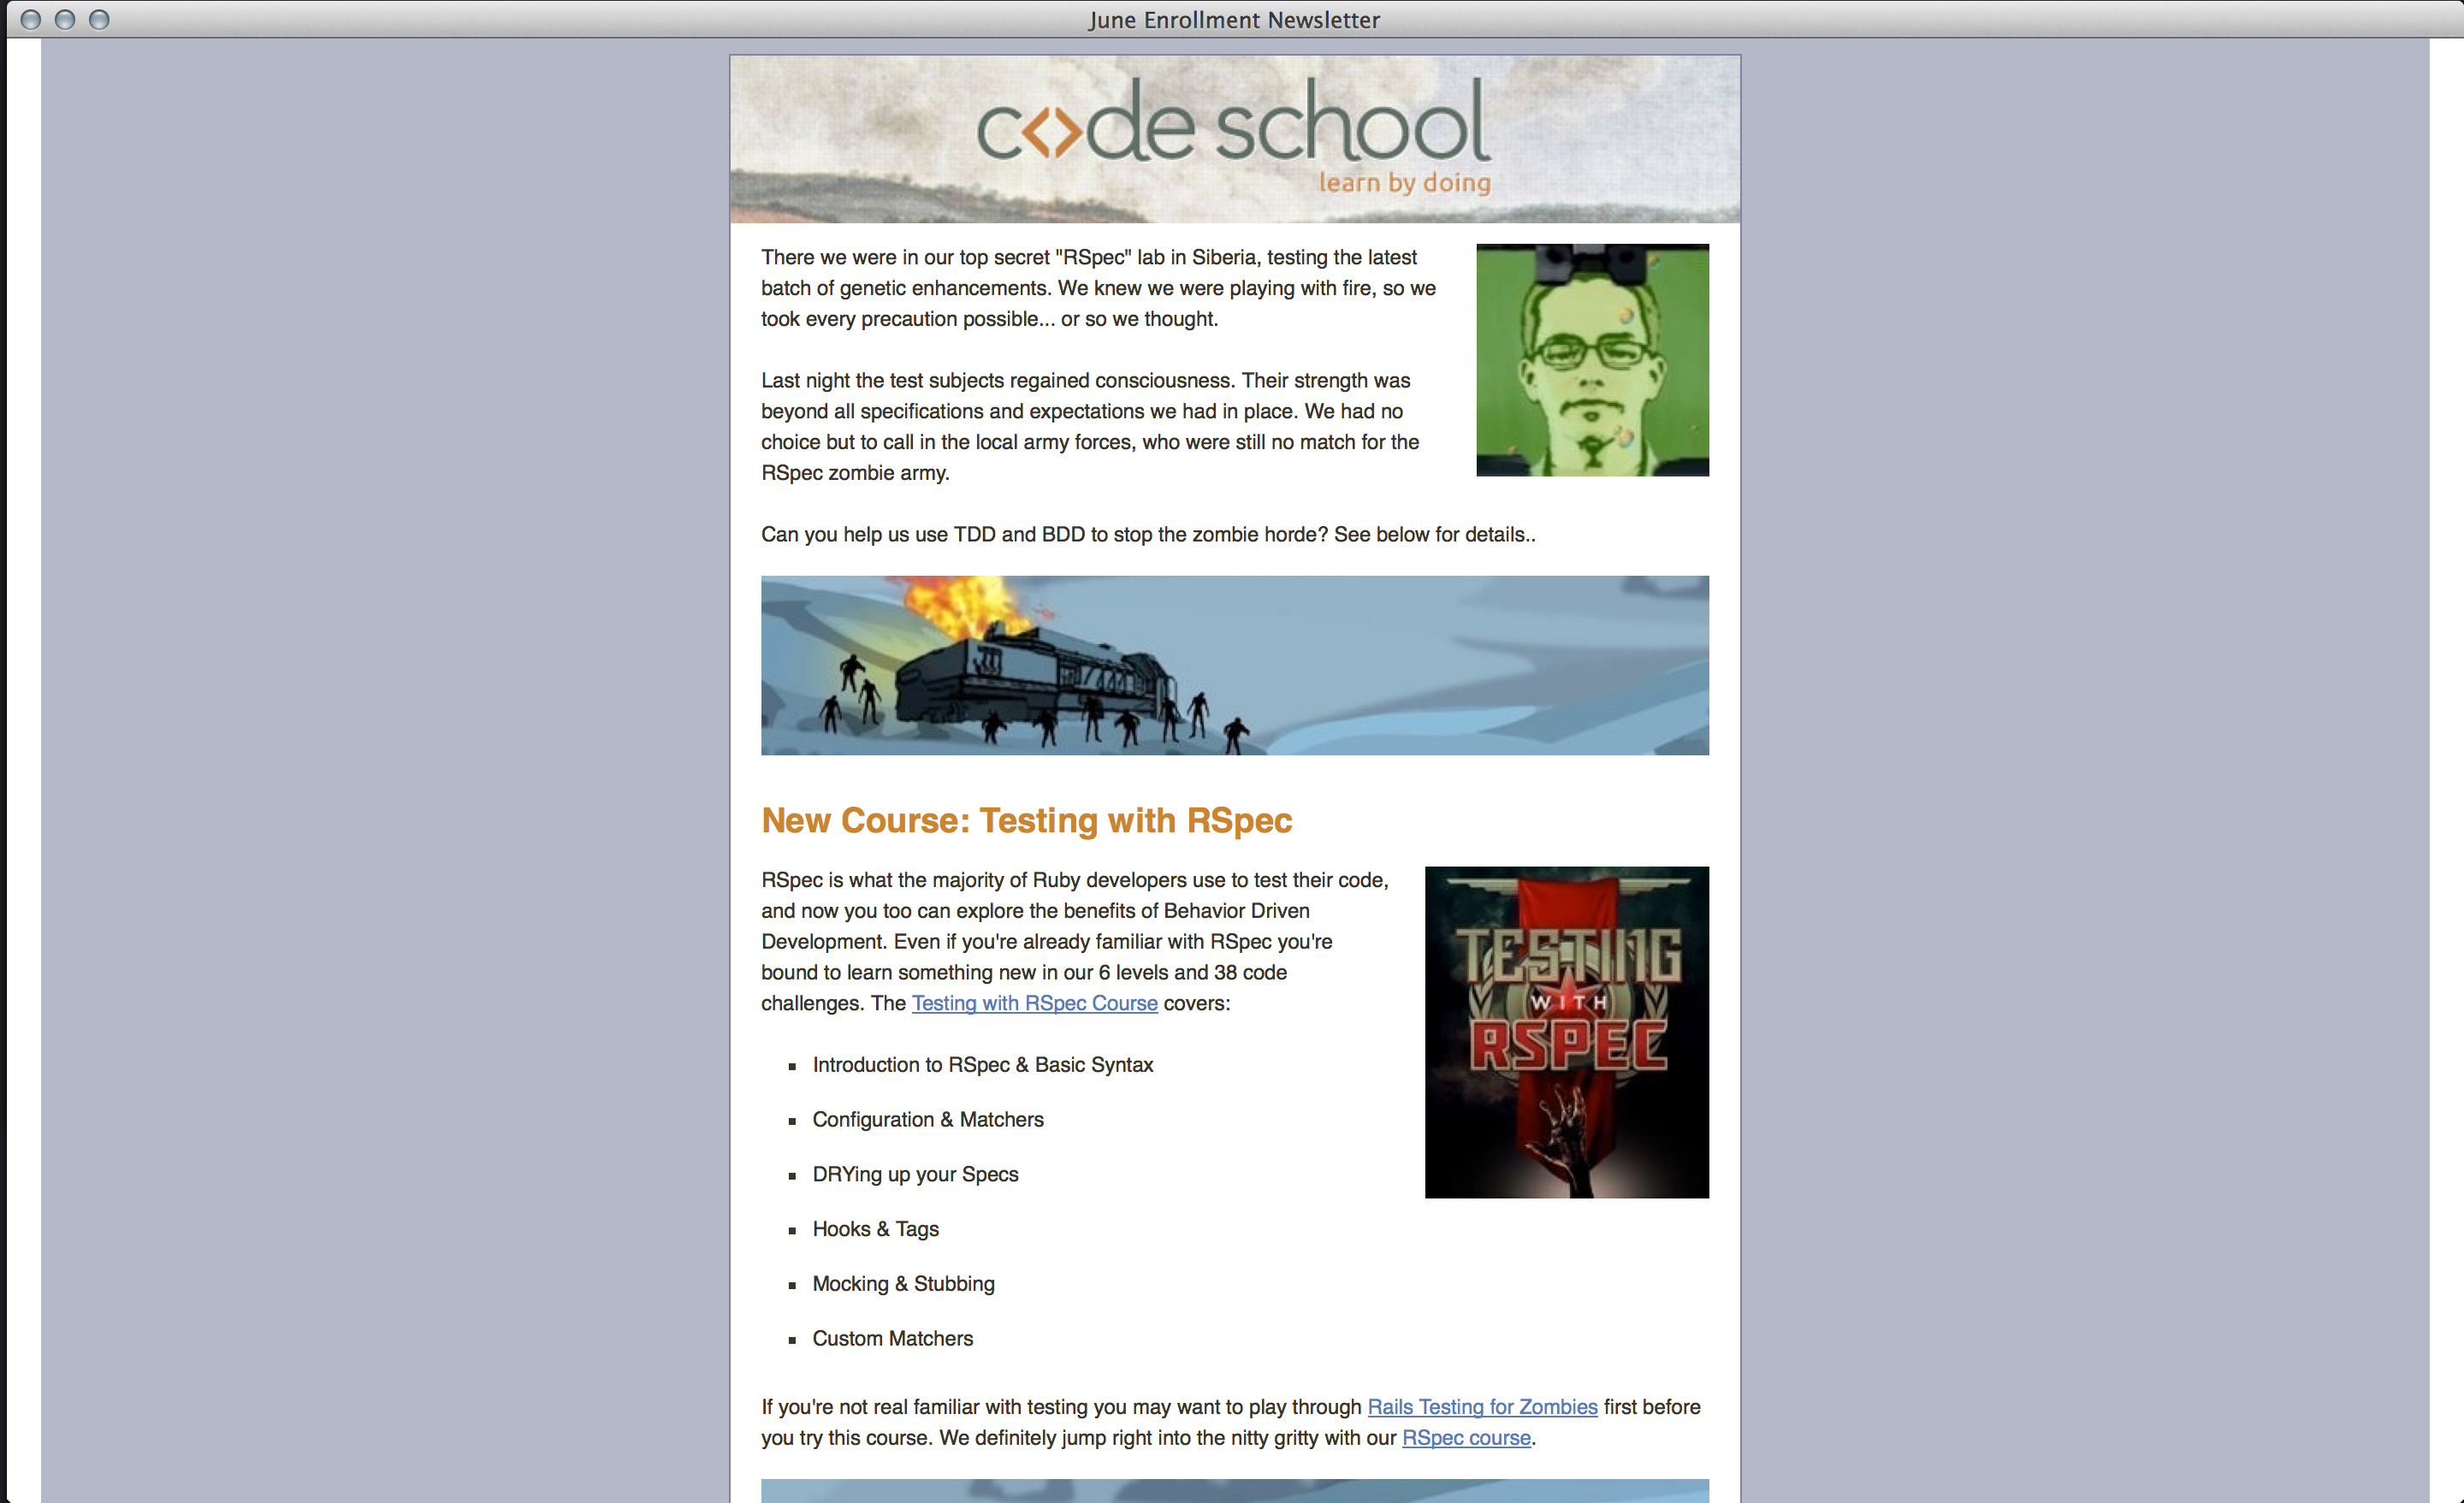 June Enrollment Newsletter
c<>de school
learn by doing
There we were in our top secret "RSpec" lab in Siberia, testing the latest
batch of genetic enhancements. We knew we were playing with fire, so we
took every precaution possible... or so we thought.
Last night the test subjects regained consciousness. Their strength was
beyond all specifications and expectations we had in place. We had no
choice but to call in the local army forces, who were still no match for the
RSpec zombie army.
Can you help us use TDD and BDD to stop the zombie horde? See below for details..
New Course: Testing with RSpec
RSpec is what the majority of Ruby developers use to test their code,
and now you too can explore the benefits of Behavior Driven
Development. Even if you're already familiar with RSpec you're
bound to learn something new in our 6 levels and 38 code
challenges. The Testing with RSpec Course covers:
TESTING
WITH
RSPEC
Introduction to RSpec & Basic Syntax
Configuration & Matchers
DRYing up your Specs
Hooks & Tags
Mocking & Stubbing
Custom Matchers
If you're not real familiar with testing you may want to play through Rails Testing for Zombies first before
you try this course. We definitely jump right into the nitty gritty with our RSpec course.